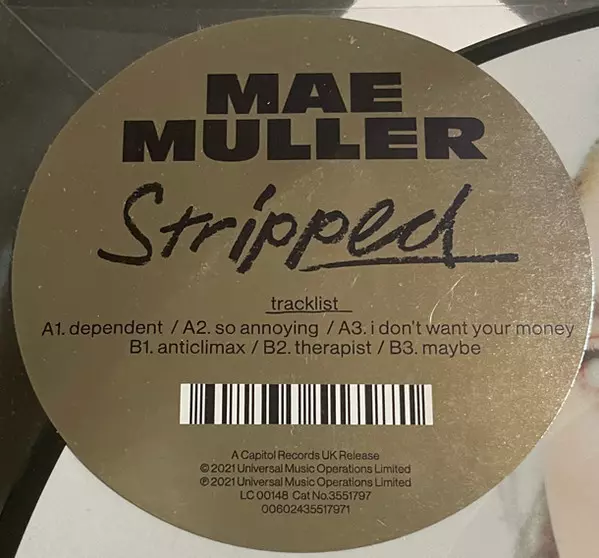 MAE
MULLER
Stripped
tracklist
A1. dependent / A2. so annoying / A3. i don't want your money
B1. anticlimax / B2. therapist / B3. maybe
A Capitol Records UK Release
© 2021 Universal Music Operations Limited
℗ 2021 Universal Music Operations Limited
LC 00148 Cat No.3551797
00602435517971